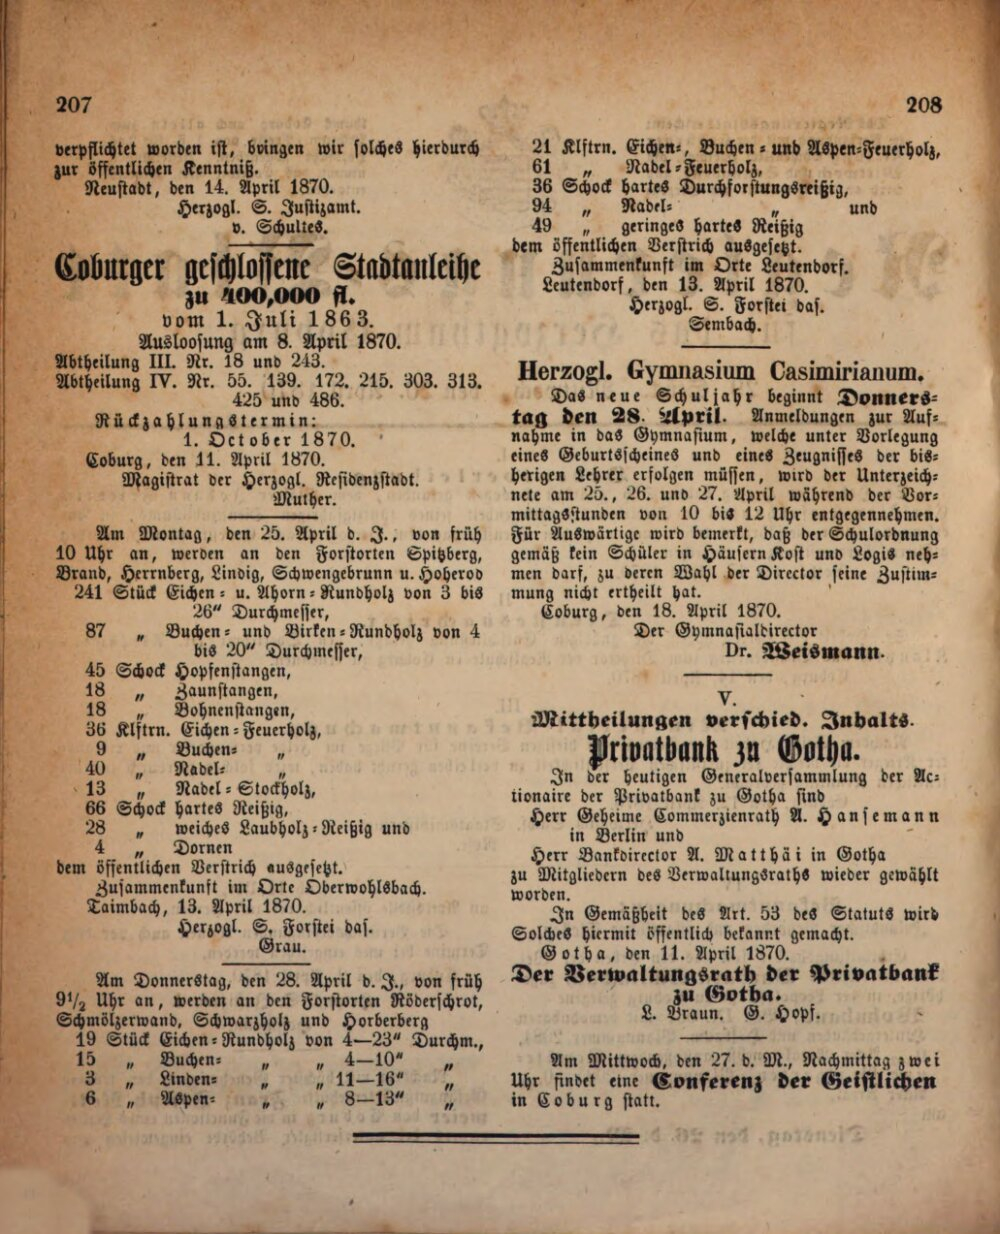 207
verpflichtet worden ist, bringen wir solches hierdurch
zur öffentlichen Kenntniß.
Neustadt, den 14. April 1870.
Herzogl. S. Justizamt.
v. Schultes.
Coburger geschlossene Stadtanleihe
zu 400,000 fl.
vom 1. Juli 1863.
Ausloosung am 8. April 1870.
Abtheilung III. Nr. 18 und 243.
Abtheilung IV. Nr. 55. 139. 172. 215. 303. 313.
425 und 486.
Rückzahlungstermin:
1. October 1870.
Coburg, den 11. April 1870.
Magistrat der Herzogl. Residenzstadt.
Muther.
Am Montag, den 25. April d. J., von früh
10 Uhr an, werden an den Forstorten Spitzberg,
Brand, Herrnberg, Lindig, Schwengebrunn u. Hoherod
241 Stück Eichen- u. Ahorn-Rundholz von 3 bis
26" Durchmesser,
87 „ Buchen- und Birken-Rundholz von 4
bis 20" Durchmesser,
45 Schock Hopfenstangen,
18 „ Zaunstangen,
18 „ Bohnenstangen,
36 Klftrn. Eichen-Feuerholz,
9 „ Buchen- „
40 „ Nadel- „
13 „ Nadel-Stockholz,
66 Schock hartes Reißig,
28 „ weiches Laubholz-Reißig und
4 „ Dornen
dem öffentlichen Verstrich ausgesetzt.
Zusammenkunft im Orte Oberwohlsbach.
Taimbach, 13. April 1870.
Herzogl. S. Forstei das.
Grau.
Am Donnerstag, den 28. April d. J., von früh
9 1/2 Uhr an, werden an den Forstorten Röderschrot,
Schmölzerwand, Schwarzholz und Horberberg
19 Stück Eichen-Rundholz von 4—23" Durchm.,
15 „ Buchen- „ „ 4—10" „
3 „ Linden- „ „ 11—16" „
6 „ Aspen- „ „ 8—13" „
208
21 Klftrn. Eichen-, Buchen- und Aspen-Feuerholz,
61 „ Nadel-Feuerholz,
36 Schock hartes Durchforstungsreißig,
94 „ Nadel- „ und
49 „ geringes hartes Reißig
dem öffentlichen Verstrich ausgesetzt.
Zusammenkunft im Orte Leutendorf.
Leutendorf, den 13. April 1870.
Herzogl. S. Forstei das.
Sembach.
Herzogl. Gymnasium Casimirianum.
Das neue Schuljahr beginnt Donners-
tag den 28. April. Anmeldungen zur Auf-
nahme in das Gymnasium, welche unter Vorlegung
eines Geburtsscheines und eines Zeugnisses der bis-
herigen Lehrer erfolgen müssen, wird der Unterzeich-
nete am 25., 26. und 27. April während der Vor-
mittagsstunden von 10 bis 12 Uhr entgegennehmen.
Für Auswärtige wird bemerkt, daß der Schulordnung
gemäß kein Schüler in Häusern Kost und Logis neh-
men darf, zu deren Wahl der Director seine Zustim-
mung nicht ertheilt hat.
Coburg, den 18. April 1870.
Der Gymnasialdirector
Dr. Weismann.
V.
Mittheilungen verschied. Inhalts.
Privatbank zu Gotha.
In der heutigen Generalversammlung der Ac-
tionaire der Privatbank zu Gotha sind
Herr Geheime Commerzienrath A. Hansemann
in Berlin und
Herr Bankdirector A. Matthäi in Gotha
zu Mitgliedern des Verwaltungsraths wieder gewählt
worden.
In Gemäßheit des Art. 53 des Statuts wird
Solches hiermit öffentlich bekannt gemacht.
Gotha, den 11. April 1870.
Der Verwaltungsrath der Privatbank
zu Gotha.
L. Braun. G. Hopf.
Am Mittwoch, den 27. d. M., Nachmittag zwei
Uhr findet eine Conferenz der Geistlichen
in Coburg statt.